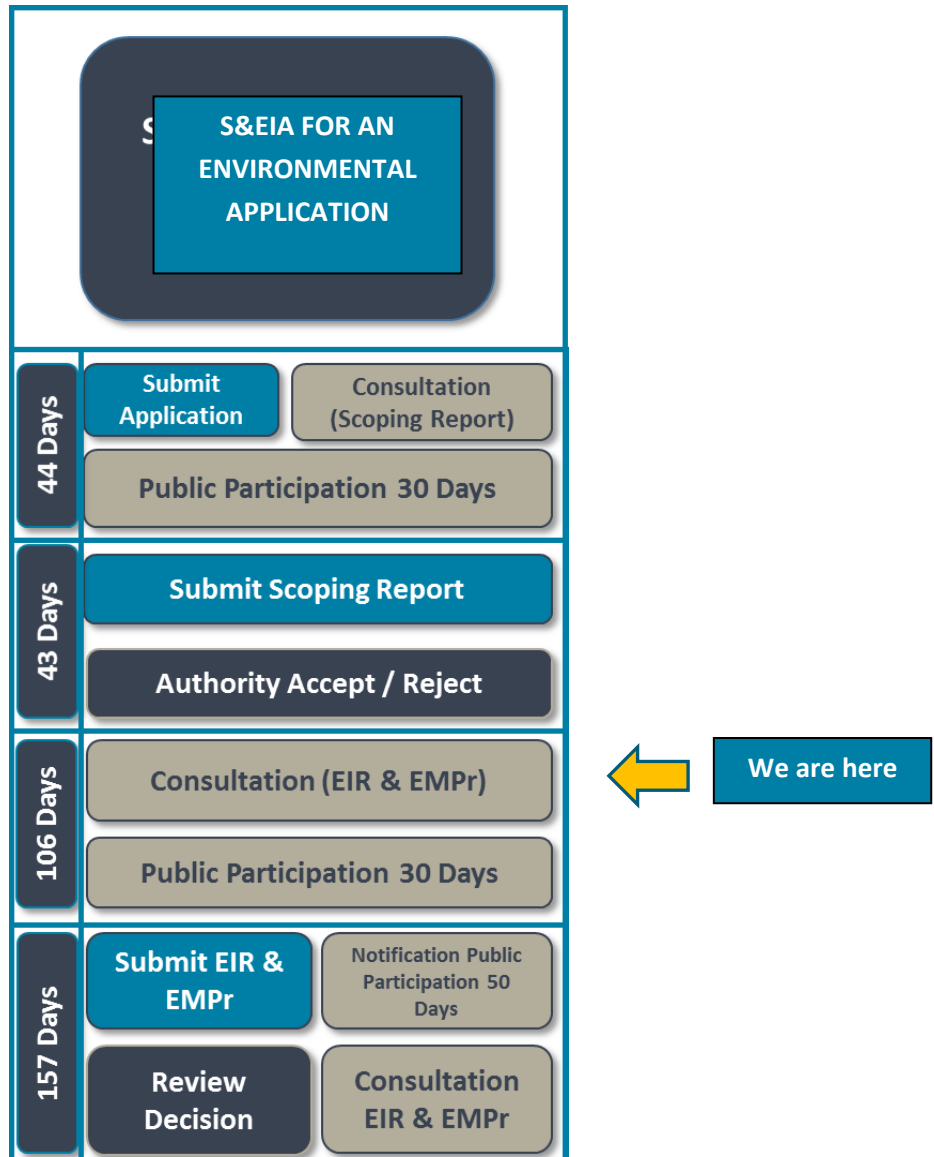 S&EIA FOR AN
ENVIRONMENTAL
APPLICATION
44 Days
Submit
Application
Consultation
(Scoping Report)
Public Participation 30 Days
43 Days
Submit Scoping Report
Authority Accept / Reject
106 Days
Consultation (EIR & EMPr)
Public Participation 30 Days
We are here
157 Days
Submit EIR &
EMPr
Notification Public
Participation 50
Days
Review
Decision
Consultation
EIR & EMPr